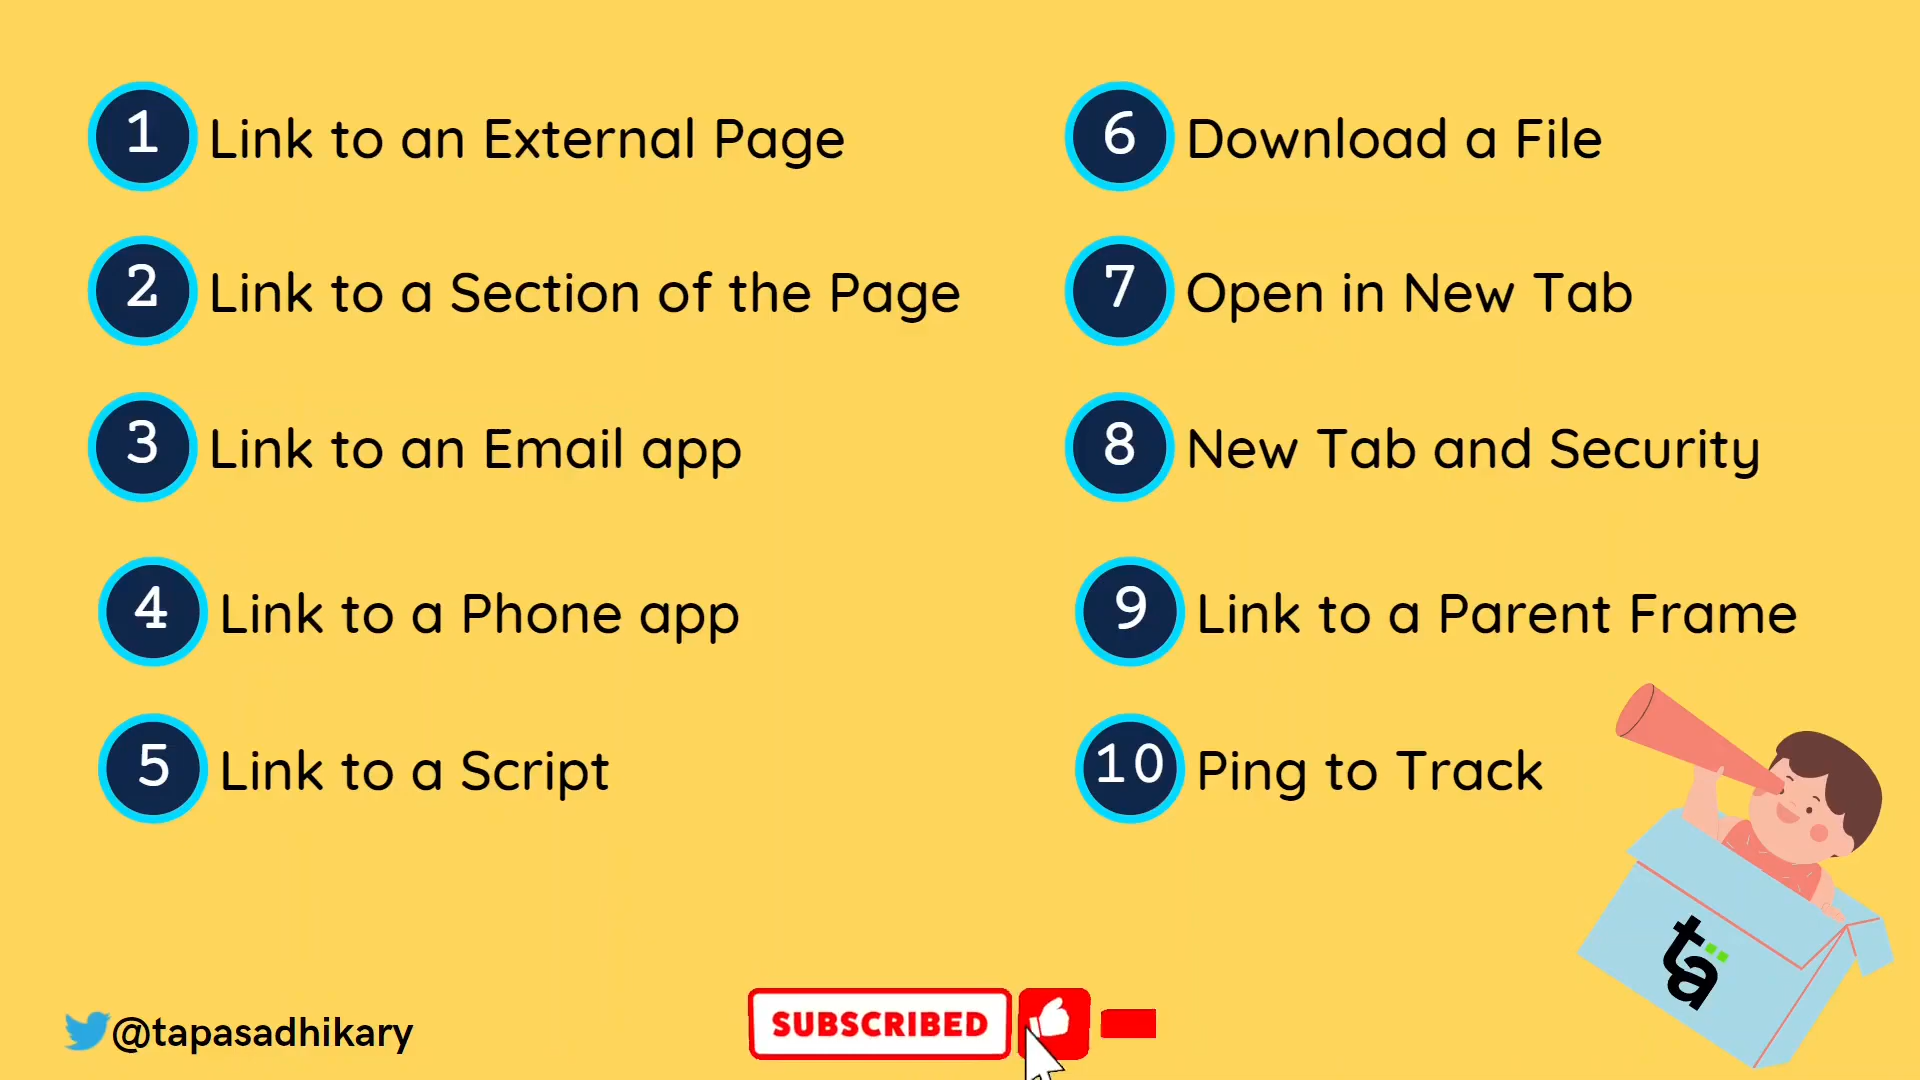 1 Link to an External Page
2 Link to a Section of the Page
3 Link to an Email app
4 Link to a Phone app
5 Link to a Script
6 Download a File
7 Open in New Tab
8 New Tab and Security
9 Link to a Parent Frame
10 Ping to Track
ta
@tapasadhikary
SUBSCRIBED